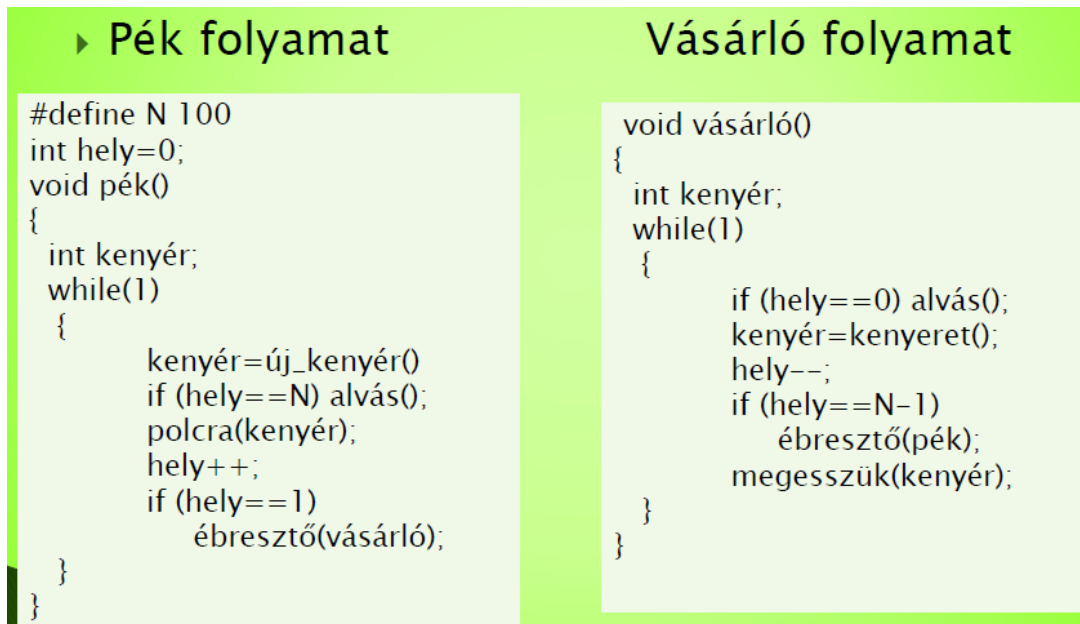 Pék folyamat
#define N 100
int hely=0;
void pék()
{
int kenyér;
while(1)
{
kenyér=új_kenyér()
if (hely==N) alvás();
polcra(kenyér);
hely++;
if (hely==1)
ébresztő(vásárló);
}
}
Vásárló folyamat
void vásárló()
{
int kenyér;
while(1)
{
if (hely==0) alvás();
kenyér=kenyeret();
hely--;
if (hely==N-1)
ébresztő(pék);
megesszük(kenyér);
}
}